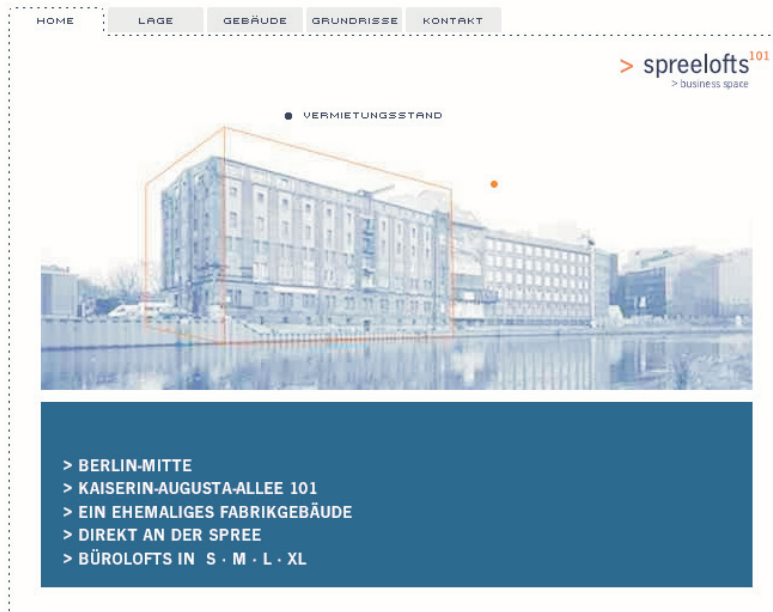 HOME LAGE GEBÄUDE GRUNDRISSE KONTAKT
> spreelofts101
> business space
VERMIETUNGSSTAND
> BERLIN-MITTE
> KAISERIN-AUGUSTA-ALLEE 101
> EIN EHEMALIGES FABRIKGEBÄUDE
> DIREKT AN DER SPREE
> BÜROLOFTS IN S · M · L · XL